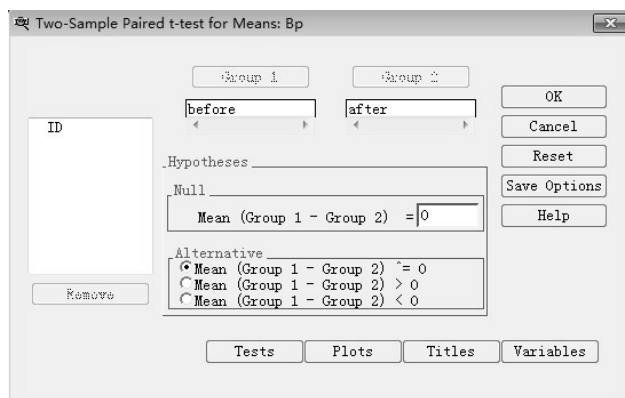 Two-Sample Paired t-test for Means: Bp
Group 1
Group 2
before
after
ID
Remove
Hypotheses
Null
Mean (Group 1 - Group 2) = 0
Alternative
Mean (Group 1 - Group 2) ^= 0
Mean (Group 1 - Group 2) > 0
Mean (Group 1 - Group 2) < 0
OK
Cancel
Reset
Save Options
Help
Tests
Plots
Titles
Variables